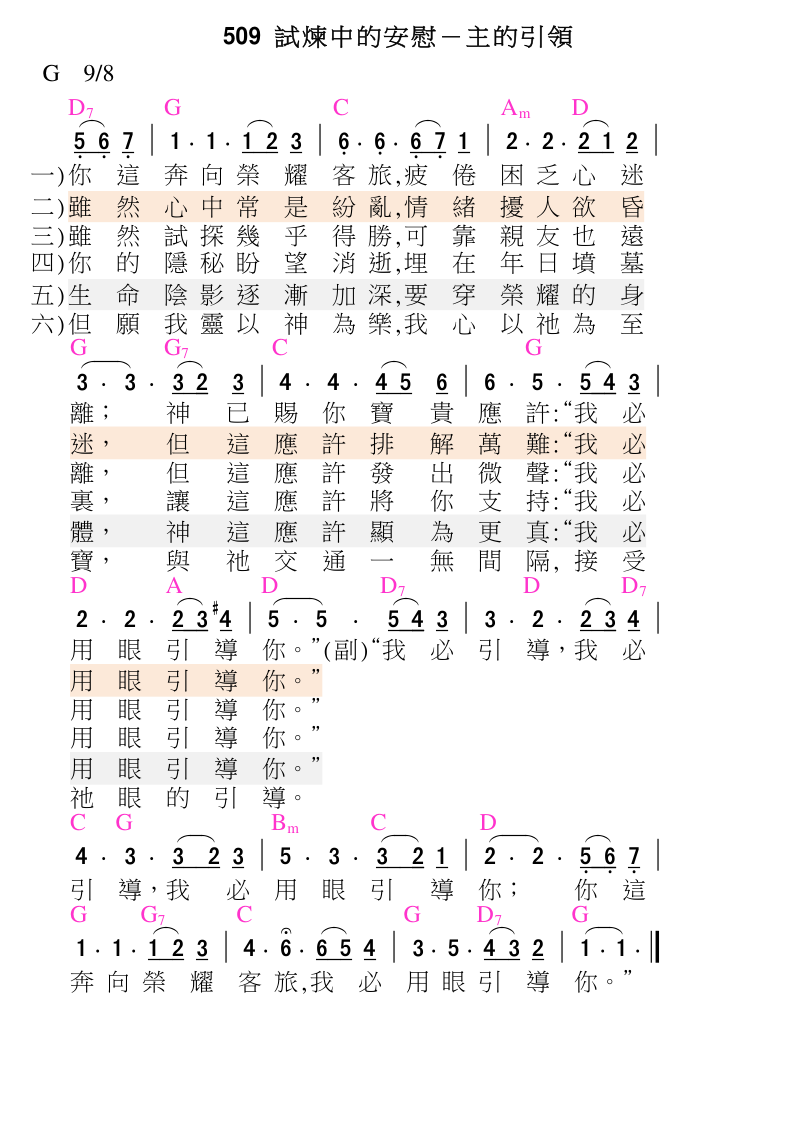 509 試煉中的安慰－主的引領
G 9/8
D7 G C Am D
5 6 7 | 1· 1· 1 2 3 | 6· 6· 6 7 1 | 2· 2· 2 1 2 |
一)你 這 奔 向 榮 耀 客 旅,疲 倦 困 乏 心 迷
二)雖 然 心 中 常 是 紛 亂,情 緒 擾 人 欲 昏
三)雖 然 試 探 幾 乎 得 勝,可 靠 親 友 也 遠
四)你 的 隱 秘 盼 望 消 逝,埋 在 年 日 墳 墓
五)生 命 陰 影 逐 漸 加 深,要 穿 榮 耀 的 身
六)但 願 我 靈 以 神 為 樂,我 心 以 祂 為 至
G G7 C G
3· 3· 3 2 3 | 4· 4· 4 5 6 | 6· 5· 5 4 3 |
離； 神 已 賜 你 寶 貴 應 許:“我 必
迷， 但 這 應 許 排 解 萬 難:“我 必
離， 但 這 應 許 發 出 微 聲:“我 必
裏， 讓 這 應 許 將 你 支 持:“我 必
體， 神 這 應 許 顯 為 更 真:“我 必
寶， 與 祂 交 通 一 無 間 隔, 接 受
D A D D7 D D7
2· 2· 2 3 #4 | 5· 5 · 5 4 3 | 3· 2· 2 3 4 |
用 眼 引 導 你。”(副)“我 必 引 導，我 必
用 眼 引 導 你。”
用 眼 引 導 你。”
用 眼 引 導 你。”
用 眼 引 導 你。”
祂 眼 的 引 導。
C G Bm C D
4· 3· 3 2 3 | 5· 3· 3 2 1 | 2· 2· 5 6 7 |
引 導，我 必 用 眼 引 導 你； 你 這
G G7 C G D7 G
1· 1· 1 2 3 | 4· 6· 6 5 4 | 3· 5· 4 3 2 | 1· 1· ‖
奔 向 榮 耀 客 旅,我 必 用 眼 引 導 你。”